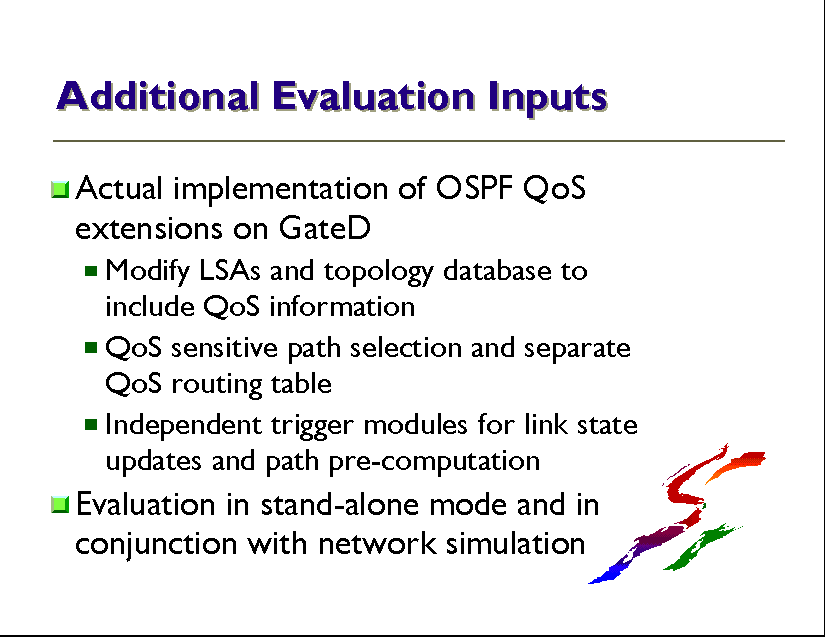 Additional Evaluation Inputs
Actual implementation of OSPF QoS
extensions on GateD
Modify LSAs and topology database to
include QoS information
QoS sensitive path selection and separate
QoS routing table
Independent trigger modules for link state
updates and path pre-computation
Evaluation in stand-alone mode and in
conjunction with network simulation